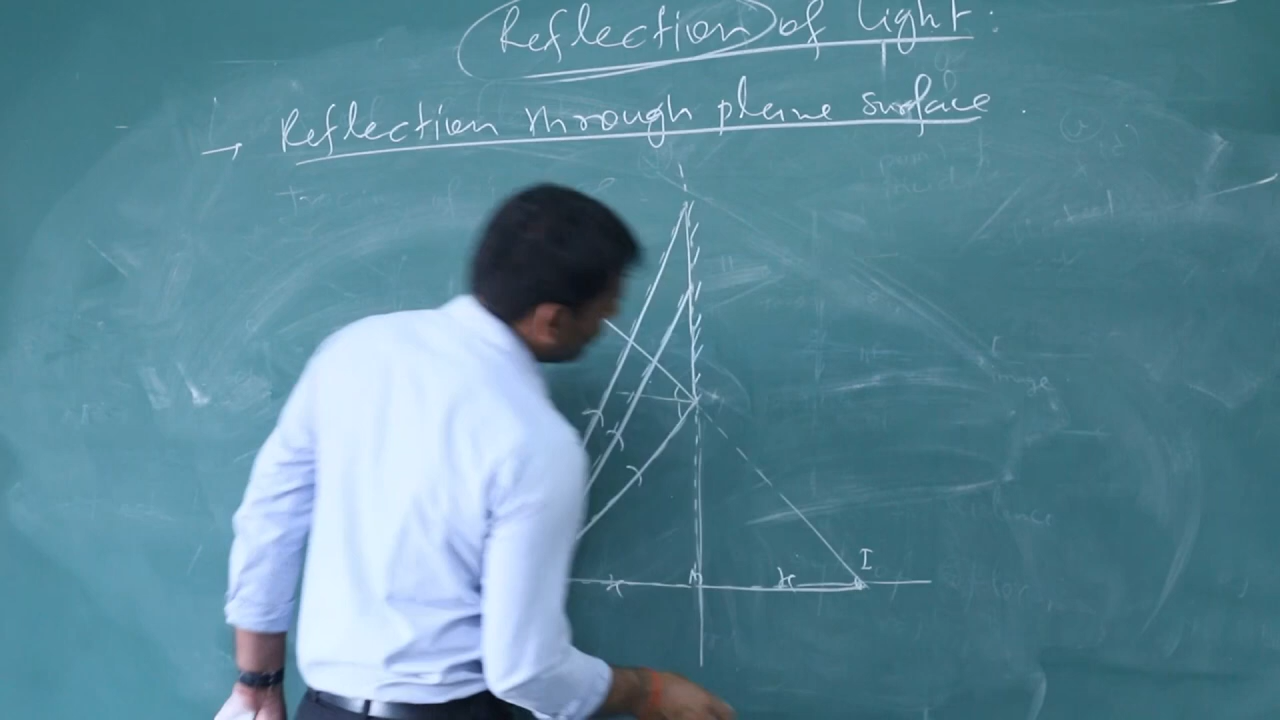 Reflection of light:
→ Reflection through plane surface.
x
M
x
I